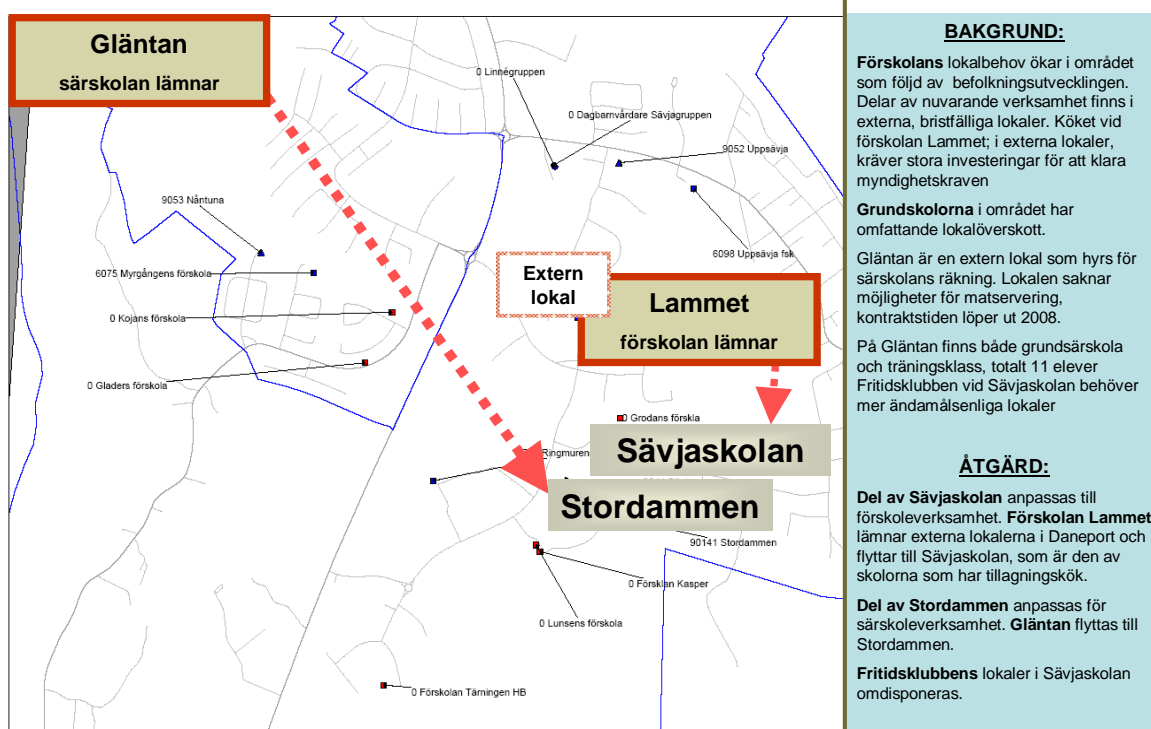 Gläntan
särskolan lämnar
0 Linnégruppen
0 Dagbarnvårdare Sävjagruppen
9052 Uppsävja
9053 Nåntuna
6075 Myrgångens förskola
6098 Uppsävja fsk
Extern
lokal
Lammet
förskolan lämnar
0 Kojans förskola
0 Gladers förskola
0 Grodans förskla
Ringmuren
Sävjaskolan
Stordammen
90141 Stordammen
0 Försklan Kasper
0 Lunsens förskola
0 Förskolan Tärningen HB
BAKGRUND:
Förskolans lokalbehov ökar i området
som följd av befolkningsutvecklingen.
Delar av nuvarande verksamhet finns i
externa, bristfälliga lokaler. Köket vid
förskolan Lammet; i externa lokaler,
kräver stora investeringar för att klara
myndighetskraven
Grundskolorna i området har
omfattande lokalöverskott.
Gläntan är en extern lokal som hyrs för
särskolans räkning. Lokalen saknar
möjligheter för matservering,
kontraktstiden löper ut 2008.
På Gläntan finns både grundsärskola
och träningsklass, totalt 11 elever
Fritidsklubben vid Sävjaskolan behöver
mer ändamålsenliga lokaler
ÅTGÄRD:
Del av Sävjaskolan anpassas till
förskoleverksamhet. Förskolan Lammet
lämnar externa lokalerna i Daneport och
flyttar till Sävjaskolan, som är den av
skolorna som har tillagningskök.
Del av Stordammen anpassas för
särskoleverksamhet. Gläntan flyttas till
Stordammen.
Fritidsklubbens lokaler i Sävjaskolan
omdisponeras.